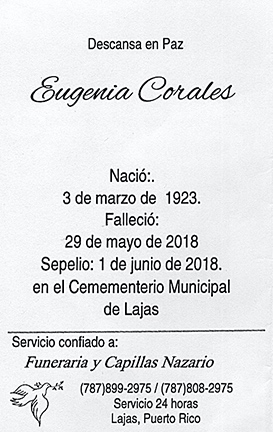 Descansa en Paz
Eugenia Corales
Nació:.
3 de marzo de 1923.
Falleció:
29 de mayo de 2018
Sepelio: 1 de junio de 2018.
en el Cemementerio Municipal
de Lajas
Servicio confiado a:
Funeraria y Capillas Nazario
(787)899-2975 / (787)808-2975
Servicio 24 horas
Lajas, Puerto Rico